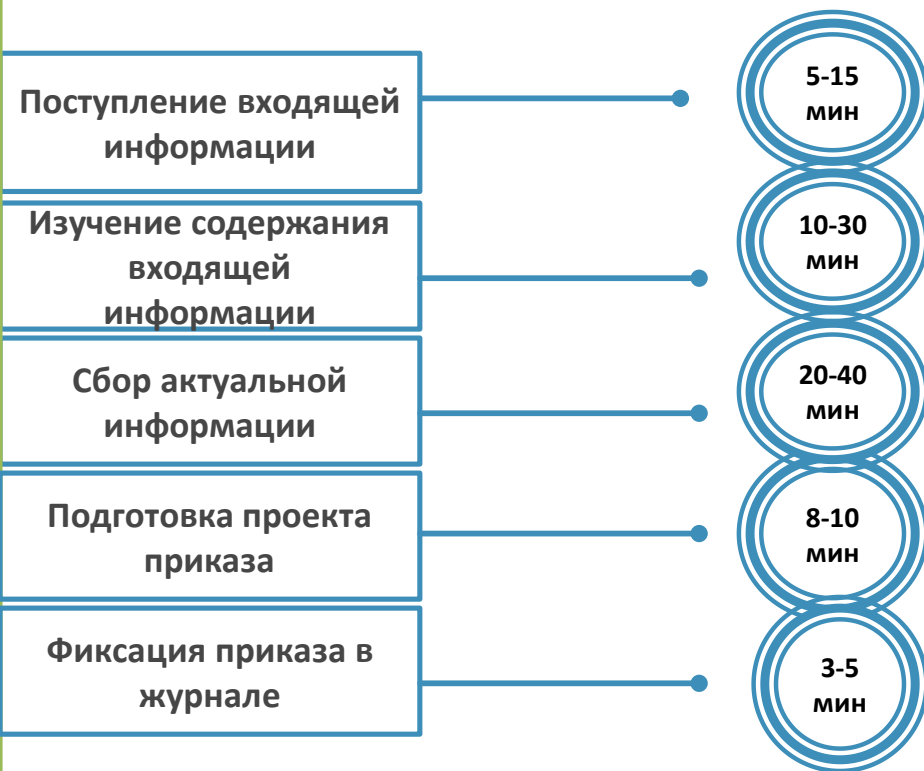 Поступление входящей
информации
5-15
мин
Изучение содержания
входящей
информации
10-30
мин
Сбор актуальной
информации
20-40
мин
Подготовка проекта
приказа
8-10
мин
Фиксация приказа в
журнале
3-5
мин